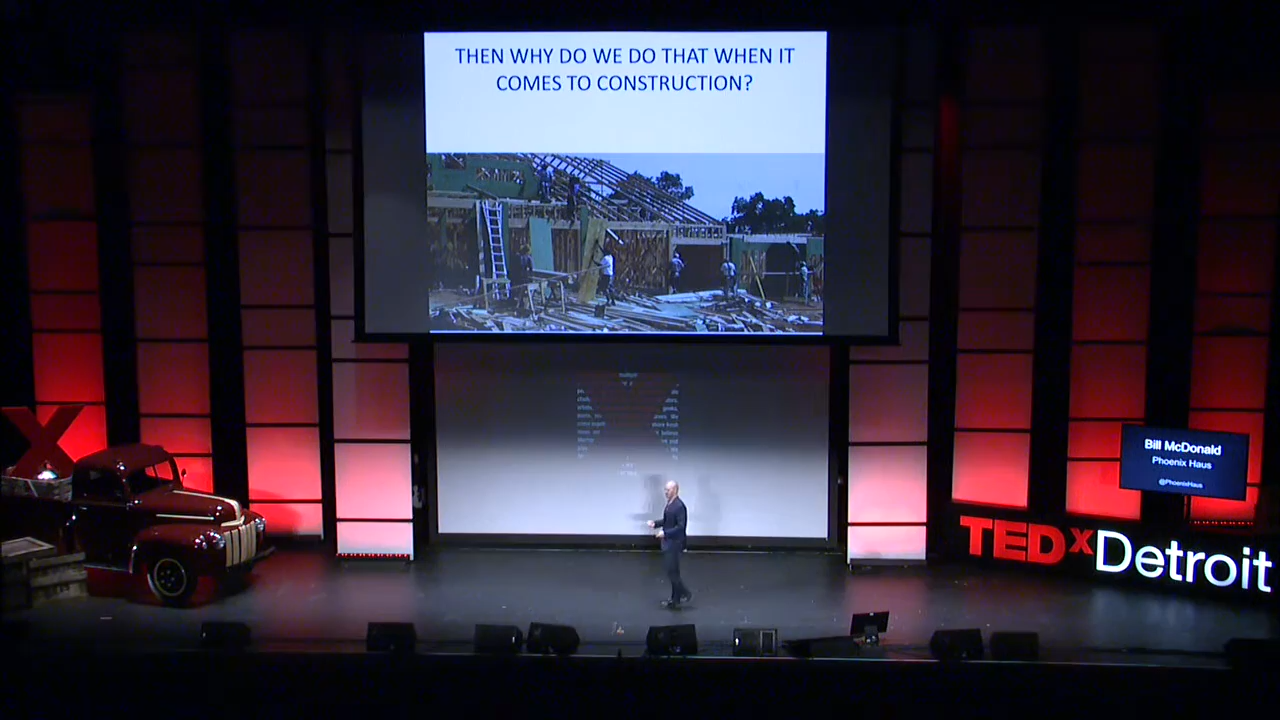 THEN WHY DO WE DO THAT WHEN IT
COMES TO CONSTRUCTION?
Bill McDonald
Phoenix Haus
@PhoenixHaus
TEDxDetroit
X